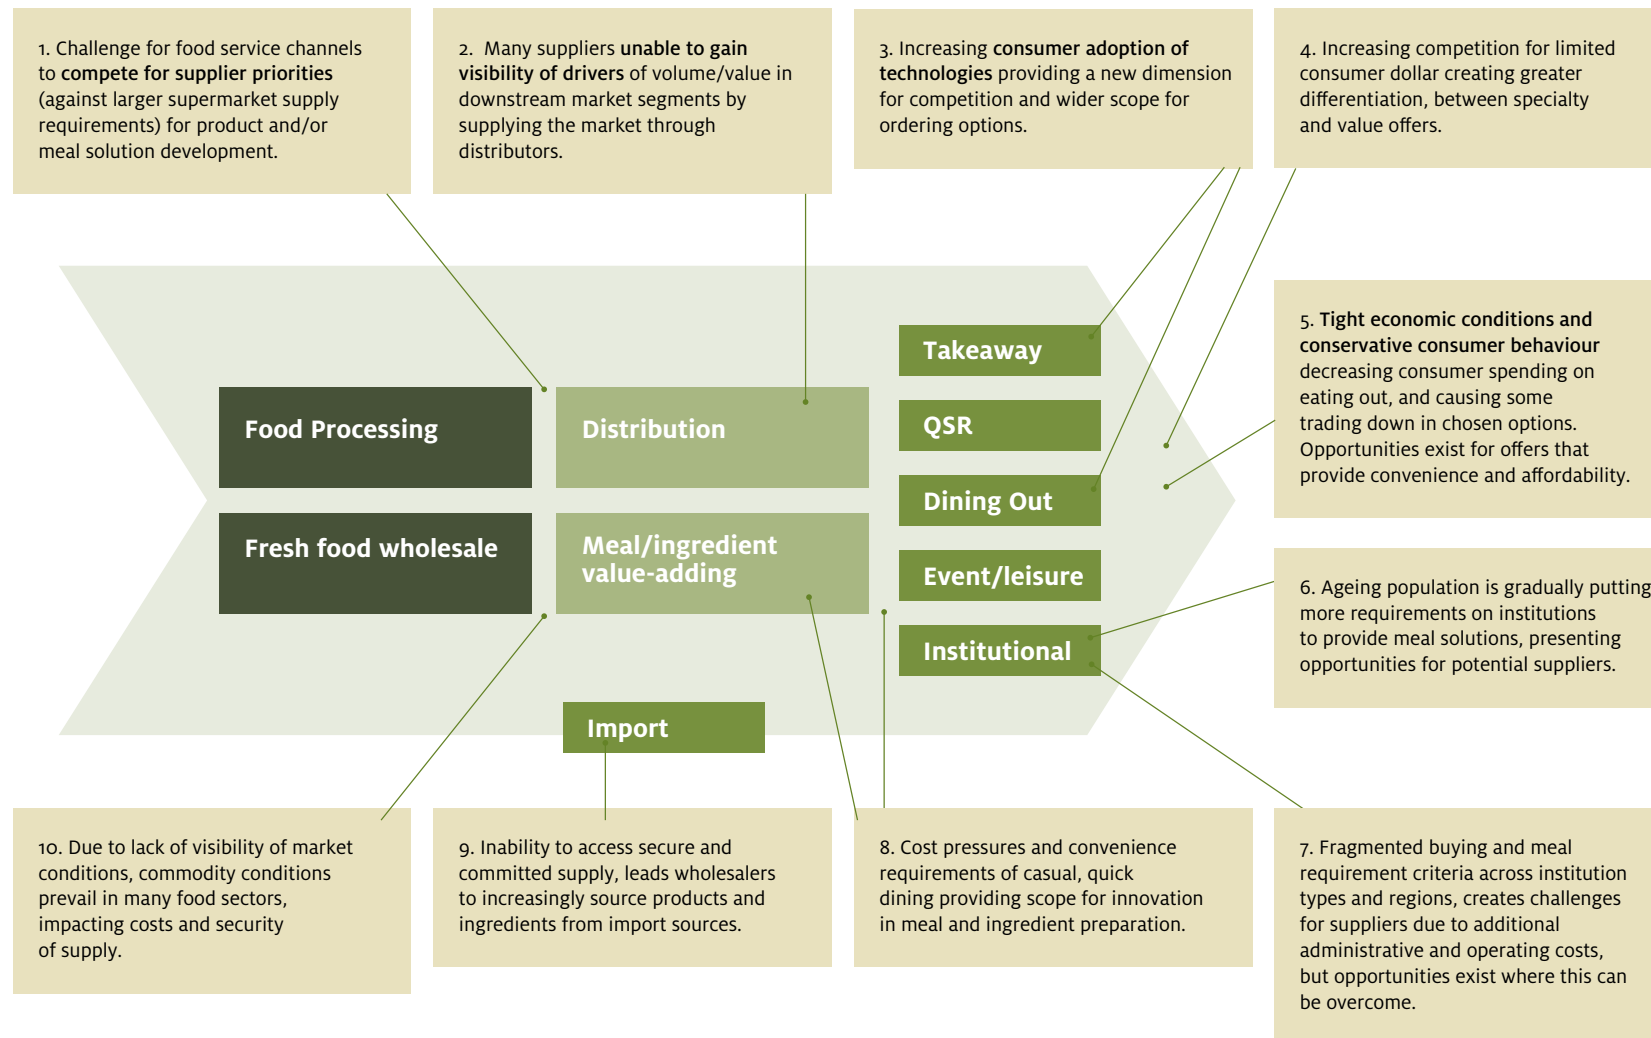 1. Challenge for food service channels
to compete for supplier priorities
(against larger supermarket supply
requirements) for product and/or
meal solution development.
2. Many suppliers unable to gain
visibility of drivers of volume/value in
downstream market segments by
supplying the market through
distributors.
3. Increasing consumer adoption of
technologies providing a new dimension
for competition and wider scope for
ordering options.
4. Increasing competition for limited
consumer dollar creating greater
differentiation, between specialty
and value offers.
5. Tight economic conditions and
conservative consumer behaviour
decreasing consumer spending on
eating out, and causing some
trading down in chosen options.
Opportunities exist for offers that
provide convenience and affordability.
Food Processing
Distribution
Fresh food wholesale
Meal/ingredient
value-adding
Takeaway
QSR
Dining Out
Event/leisure
Institutional
Import
6. Ageing population is gradually putting
more requirements on institutions
to provide meal solutions, presenting
opportunities for potential suppliers.
10. Due to lack of visibility of market
conditions, commodity conditions
prevail in many food sectors,
impacting costs and security
of supply.
9. Inability to access secure and
committed supply, leads wholesalers
to increasingly source products and
ingredients from import sources.
8. Cost pressures and convenience
requirements of casual, quick
dining providing scope for innovation
in meal and ingredient preparation.
7. Fragmented buying and meal
requirement criteria across institution
types and regions, creates challenges
for suppliers due to additional
administrative and operating costs,
but opportunities exist where this can
be overcome.